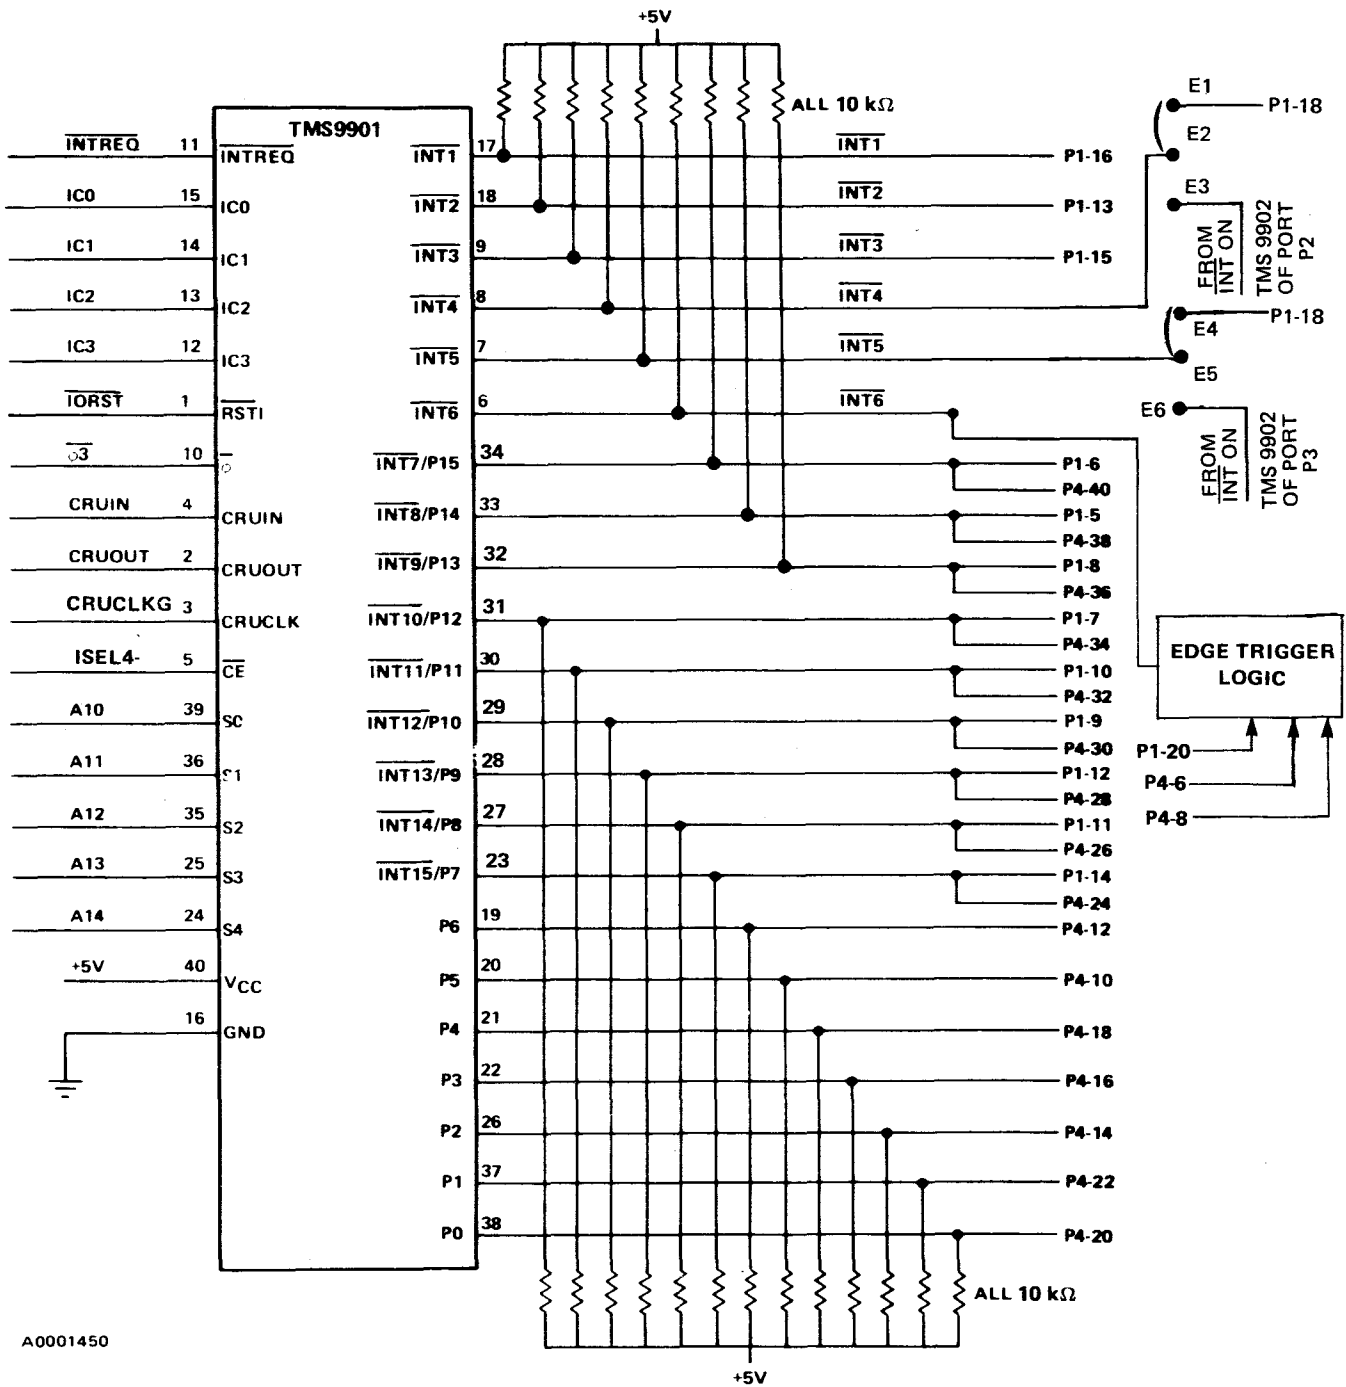 +5V
ALL 10 kΩ
TMS9901
INTREQ 11 INTREQ
IC0 15 IC0
IC1 14 IC1
IC2 13 IC2
IC3 12 IC3
IORST 1 RSTI
φ3 10 φ
CRUIN 4 CRUIN
CRUOUT 2 CRUOUT
CRUCLKG 3 CRUCLK
ISEL4- 5 CE
A10 39 S0
A11 36 S1
A12 35 S2
A13 25 S3
A14 24 S4
+5V 40 VCC
16 GND
INT1 17 INT1 P1-16
INT2 18 INT2 P1-13
INT3 9 INT3 P1-15
INT4 8 INT4
INT5 7 INT5
INT6 6 INT6
INT7/P15 34 P1-6
P4-40
INT8/P14 33 P1-5
P4-38
INT9/P13 32 P1-8
P4-36
INT10/P12 31 P1-7
P4-34
INT11/P11 30 P1-10
P4-32
INT12/P10 29 P1-9
P4-30
INT13/P9 28 P1-12
P4-28
INT14/P8 27 P1-11
P4-26
INT15/P7 23 P1-14
P4-24
P6 19 P4-12
P5 20 P4-10
P4 21 P4-18
P3 22 P4-16
P2 26 P4-14
P1 37 P4-22
P0 38 P4-20
E1 P1-18
E2
E3
FROM
INT ON
TMS 9902
OF PORT
P2
E4 P1-18
E5
E6
FROM
INT ON
TMS 9902
OF PORT
P3
EDGE TRIGGER
LOGIC
P1-20
P4-6
P4-8
ALL 10 kΩ
+5V
A0001450